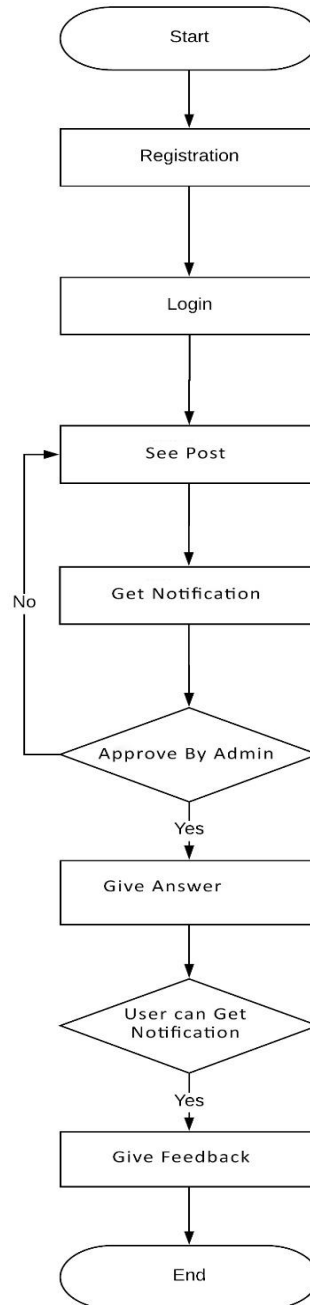 Start
Registration
Login
See Post
Get Notification
No
Approve By Admin
Yes
Give Answer
User can Get
Notification
Yes
Give Feedback
End